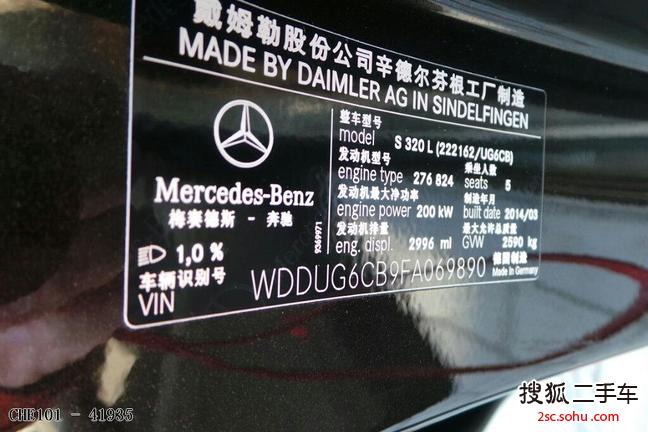 戴姆勒股份公司辛德尔芬根工厂制造
MADE BY DAIMLER AG IN SINDELFINGEN
Mercedes-Benz
梅赛德斯 - 奔驰
1,0 %
车辆识别号
VIN
9369971
整车型号
model S 320 L (222162/UG6CB)
发动机型号 乘坐人数
engine type 276 824 seats 5
发动机最大净功率 制造年月
engine power 200 kW built date 2014/03
发动机排量 最大允许总质量
eng. displ. 2996 ml GVW 2590 kg
WDDUG6CB9FA069890
德国制造
Made in Germany
CHE101 - 41935
搜狐二手车
2sc.sohu.com